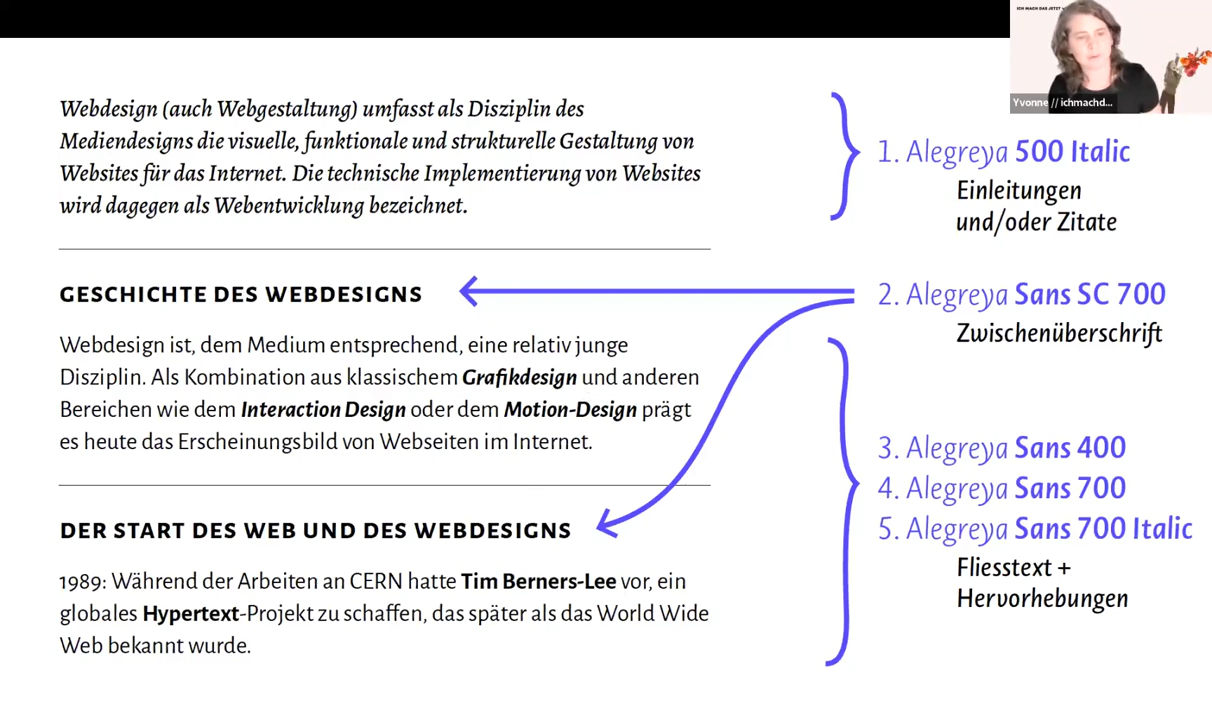 ICH MACH DAS JETZT
Yvonne // ichmachd...
Webdesign (auch Webgestaltung) umfasst als Disziplin des
Mediendesigns die visuelle, funktionale und strukturelle Gestaltung von
Websites für das Internet. Die technische Implementierung von Websites
wird dagegen als Webentwicklung bezeichnet.
1. Alegreya 500 Italic
Einleitungen
und/oder Zitate
GESCHICHTE DES WEBDESIGNS
2. Alegreya Sans SC 700
Zwischenüberschrift
Webdesign ist, dem Medium entsprechend, eine relativ junge
Disziplin. Als Kombination aus klassischem Grafikdesign und anderen
Bereichen wie dem Interaction Design oder dem Motion-Design prägt
es heute das Erscheinungsbild von Webseiten im Internet.
DER START DES WEB UND DES WEBDESIGNS
1989: Während der Arbeiten an CERN hatte Tim Berners-Lee vor, ein
globales Hypertext-Projekt zu schaffen, das später als das World Wide
Web bekannt wurde.
3. Alegreya Sans 400
4. Alegreya Sans 700
5. Alegreya Sans 700 Italic
Fliesstext +
Hervorhebungen